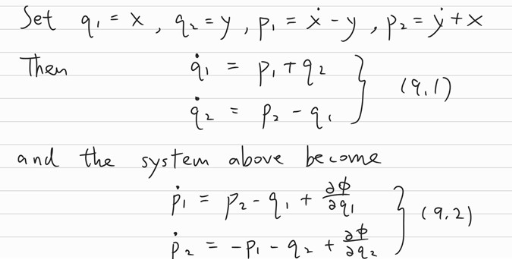 Set q₁ = x , q₂ = y , p₁ = ẋ - y , p₂ = ẏ + x
Then q̇₁ = p₁ + q₂
q̇₂ = p₂ - q₁ } (9.1)
and the system above become
ṗ₁ = p₂ - q₁ + ∂ϕ/∂q₁
ṗ₂ = -p₁ - q₂ + ∂ϕ/∂q₂ } (9.2)